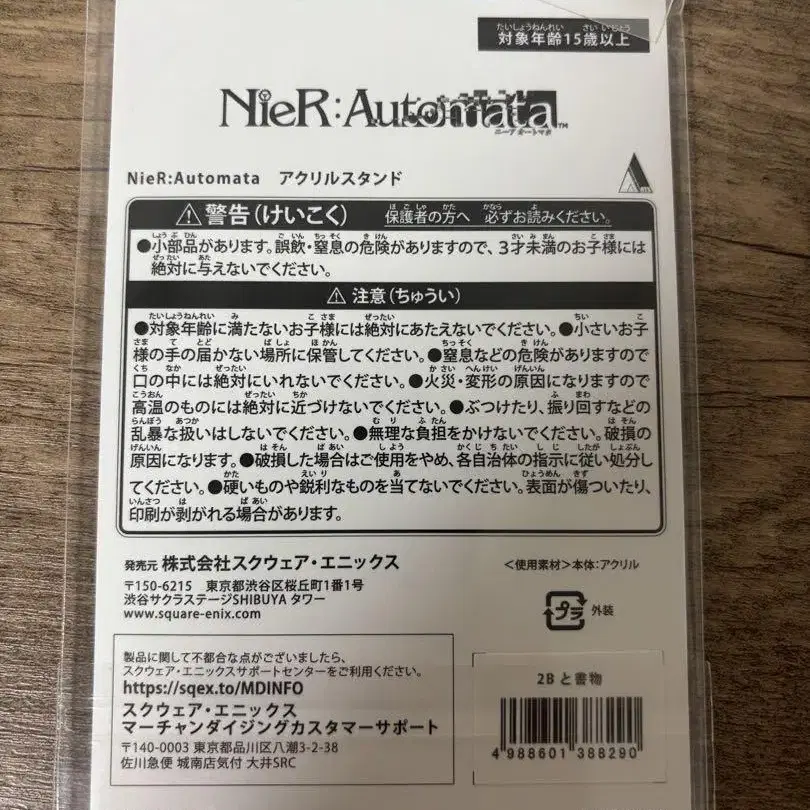 対象年齢15歳以上
NieR:Automata™
ニーア オートマタ
NieR:Automata アクリルスタンド
⚠警告(けいこく) 保護者の方へ 必ずお読みください。
●小部品があります。誤飲・窒息の危険がありますので、3才未満のお子様には
絶対に与えないでください。
⚠注意(ちゅうい)
●対象年齢に満たないお子様には絶対にあたえないでください。●小さいお子
様の手の届かない場所に保管してください。●窒息などの危険がありますので
口の中には絶対にいれないでください。●火災・変形の原因になりますので
高温のものには絶対に近づけないでください。●ぶつけたり、振り回すなどの
乱暴な扱いはしないでください。●無理な負担をかけないでください。破損の
原因になります。●破損した場合はご使用をやめ、各自治体の指示に従い処分し
てください。●硬いものや鋭利なものを当てないでください。表面が傷ついたり、
印刷が剥がれる場合があります。
発売元 株式会社スクウェア・エニックス
〒150-6215 東京都渋谷区桜丘町1番1号
渋谷サクラステージSHIBUYA タワー
www.square-enix.com
<使用素材>本体:アクリル
プラ 外装
製品に関して不都合な点がございましたら、
スクウェア・エニックスサポートセンターをご利用ください。
https://sqex.to/MDINFO
スクウェア・エニックス
マーチャンダイジングカスタマーサポート
〒140-0003 東京都品川区八潮3-2-38
佐川急便 城南店気付 大井SRC
2Bと書物
4 988601 388290